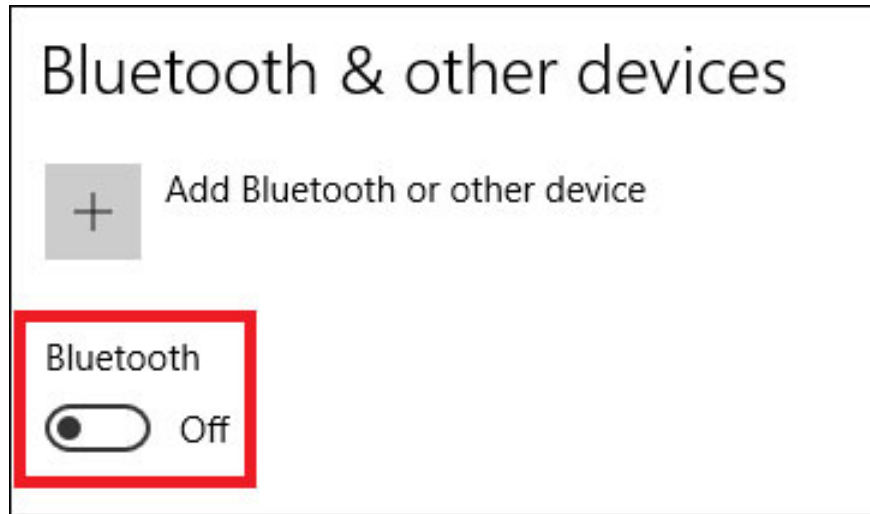 Bluetooth & other devices
Add Bluetooth or other device
Bluetooth
Off